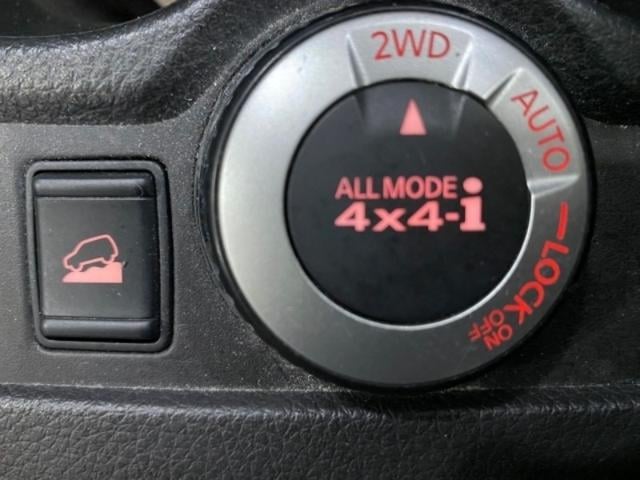 2WD
AUTO
LOCK
ON
OFF
ALL MODE
4x4-i